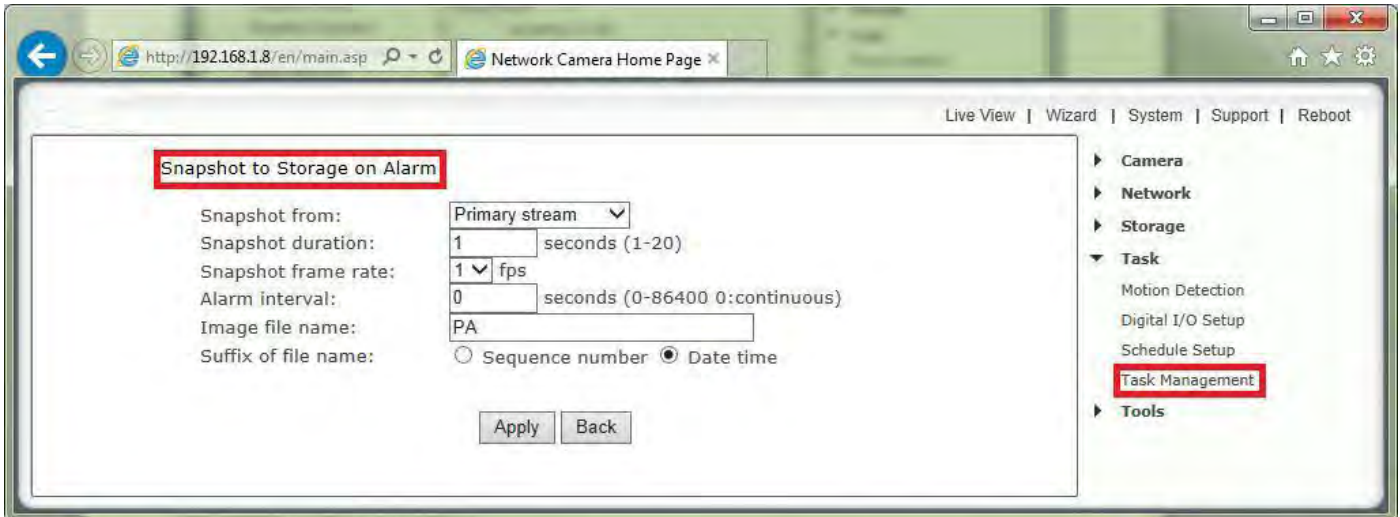 http://192.168.1.8/en/main.asp
Network Camera Home Page
Live View | Wizard | System | Support | Reboot
Snapshot to Storage on Alarm
Snapshot from: Primary stream
Snapshot duration: 1 seconds (1-20)
Snapshot frame rate: 1 fps
Alarm interval: 0 seconds (0-86400 0:continuous)
Image file name: PA
Suffix of file name: Sequence number Date time
Apply Back
Camera
Network
Storage
Task
Motion Detection
Digital I/O Setup
Schedule Setup
Task Management
Tools